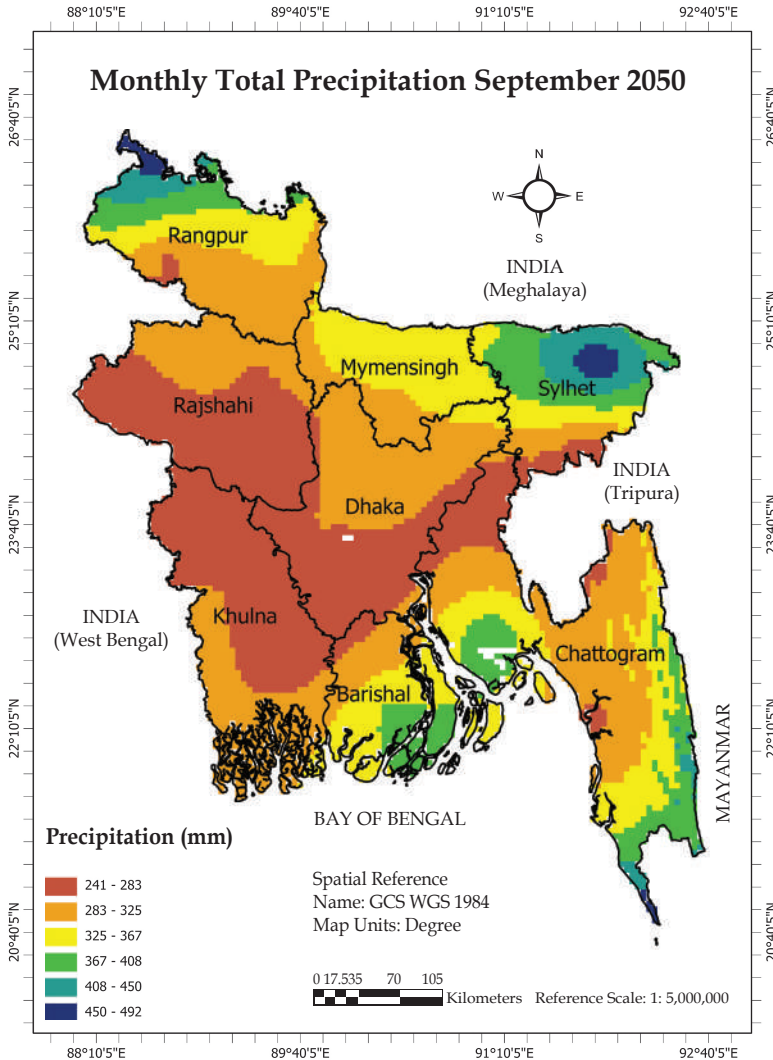 88°10'5"E 89°40'5"E 91°10'5"E 92°40'5"E
Monthly Total Precipitation September 2050
26°40'5"N
26°40'5"N
N
W E
S
Rangpur
INDIA
(Meghalaya)
25°10'5"N
25°10'5"N
Mymensingh
Sylhet
Rajshahi
INDIA
(Tripura)
Dhaka
23°40'5"N
23°40'5"N
INDIA
(West Bengal)
Khulna
Chattogram
Barishal
22°10'5"N
22°10'5"N
MAYANMAR
BAY OF BENGAL
Precipitation (mm)
241 - 283
283 - 325
325 - 367
367 - 408
408 - 450
450 - 492
Spatial Reference
Name: GCS WGS 1984
Map Units: Degree
20°40'5"N
20°40'5"N
0 17.535 70 105
Kilometers Reference Scale: 1: 5,000,000
88°10'5"E 89°40'5"E 91°10'5"E 92°40'5"E